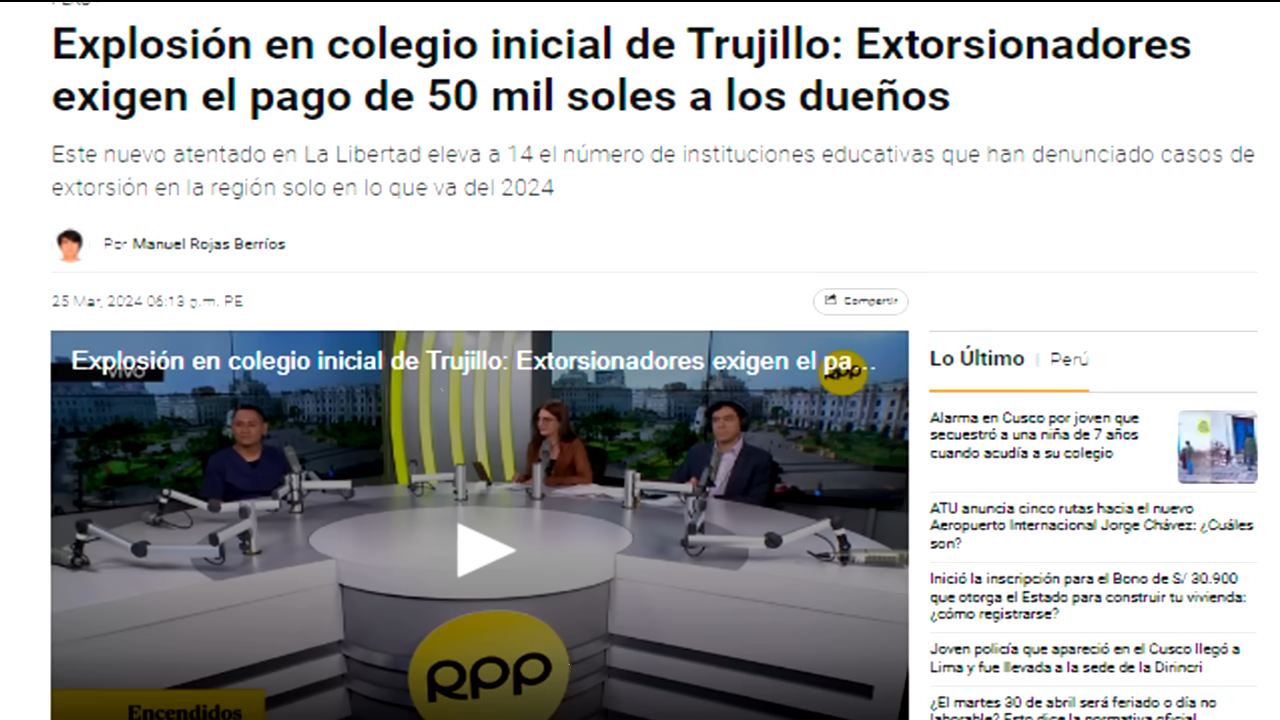 Explosión en colegio inicial de Trujillo: Extorsionadores
exigen el pago de 50 mil soles a los dueños
Este nuevo atentado en La Libertad eleva a 14 el número de instituciones educativas que han denunciado casos de
extorsión en la región solo en lo que va del 2024
Por Manuel Rojas Berríos
25 Mar, 2024 06:13 p.m. PE
Compartir
Explosión en colegio inicial de Trujillo: Extorsionadores exigen el pa...
VIVO
RPP
RPP
Encendidos
Lo Último | Perú
Alarma en Cusco por joven que
secuestró a una niña de 7 años
cuando acudía a su colegio
ATU anuncia cinco rutas hacia el nuevo
Aeropuerto Internacional Jorge Chávez: ¿Cuáles
son?
Inició la inscripción para el Bono de S/ 30.900
que otorga el Estado para construir tu vivienda:
¿cómo registrarse?
Joven policía que apareció en el Cusco llegó a
Lima y fue llevada a la sede de la Dirincri
¿El martes 30 de abril será feriado o día no
laborable? Esto dice la normativa oficial